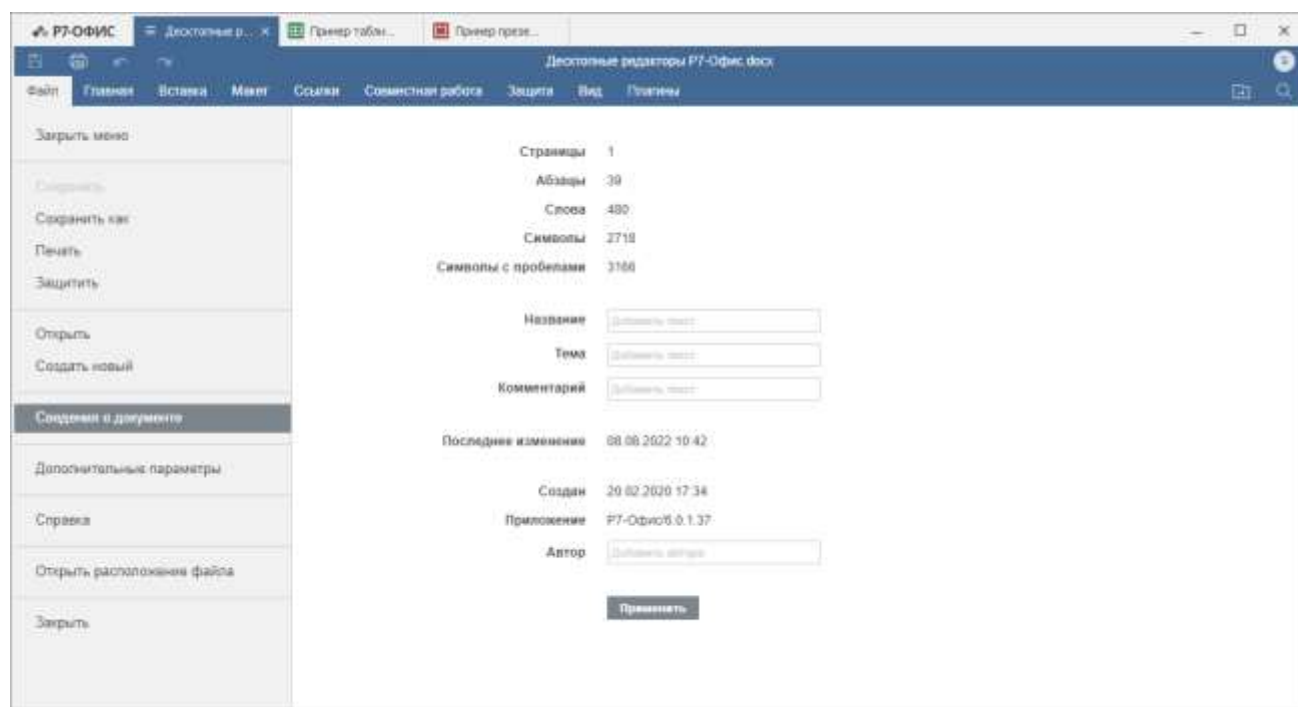 Р7-ОФИС
Десктопные р...
Пример табли...
Пример презе...
Десктопные редакторы Р7-Офис.docx
Файл Главная Вставка Макет Ссылки Совместная работа Защита Вид Плагины
Закрыть меню
Сохранить
Сохранить как
Печать
Защитить
Открыть
Создать новый
Сведения о документе
Дополнительные параметры
Справка
Открыть расположение файла
Закрыть
Страницы 1
Абзацы 39
Слова 480
Символы 2718
Символы с пробелами 3166
Название Добавить текст
Тема Добавить текст
Комментарий Добавить текст
Последнее изменение 08.08.2022 10:42
Создан 20.02.2020 17:34
Приложение Р7-Офис/6.0.1.37
Автор Добавить автора
Применить